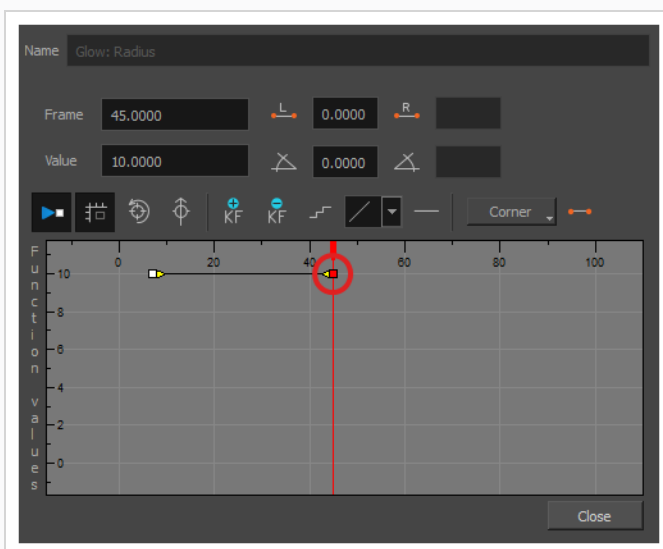 Name Glow: Radius
Frame 45.0000 L 0.0000 R
Value 10.0000 0.0000
KF KF Corner
Function values
0 20 40 60 80 100
10
8
6
4
2
0
Close